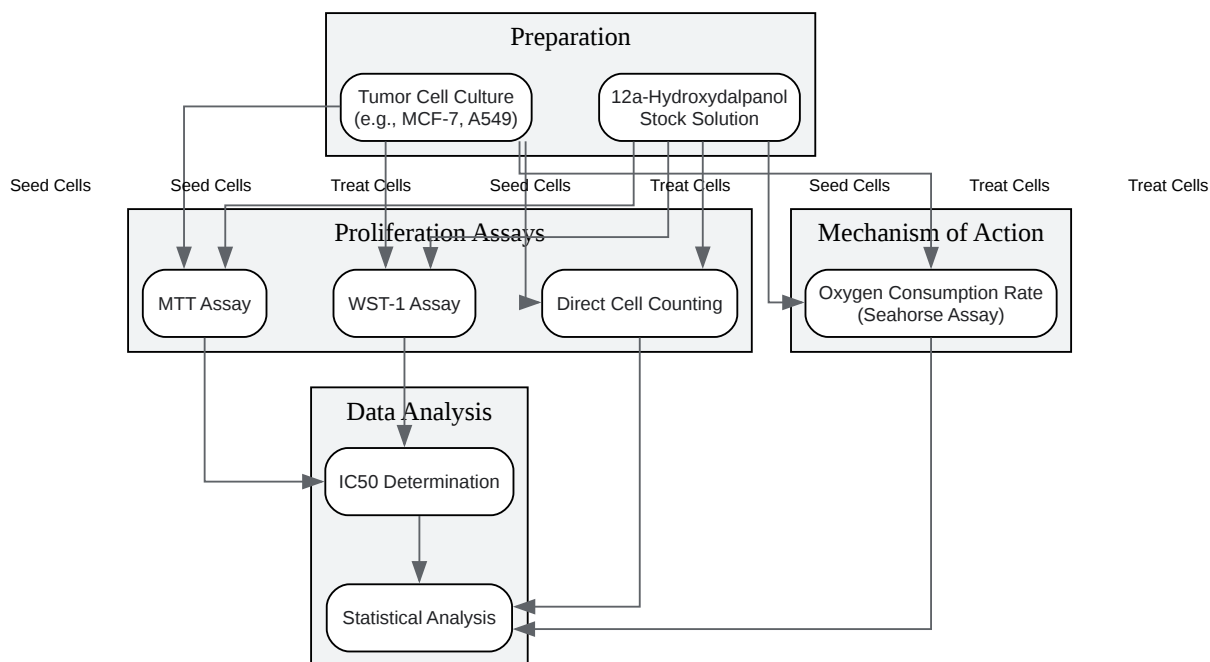 Preparation
Tumor Cell Culture
(e.g., MCF-7, A549)
12a-Hydroxydalpanol
Stock Solution
Seed Cells
Seed Cells
Treat Cells
Seed Cells
Treat Cells
Seed Cells
Treat Cells
Treat Cells
Proliferation Assays
Mechanism of Action
MTT Assay
WST-1 Assay
Direct Cell Counting
Oxygen Consumption Rate
(Seahorse Assay)
Data Analysis
IC50 Determination
Statistical Analysis